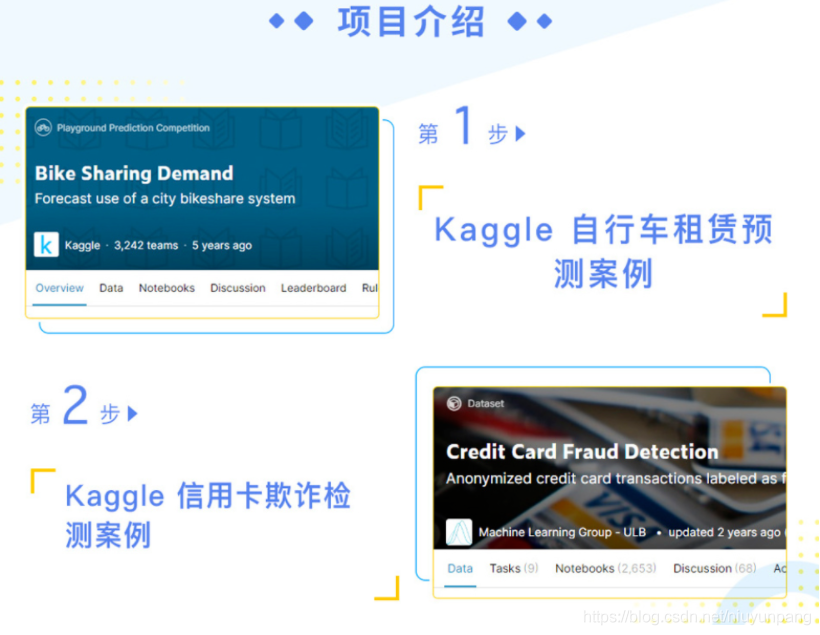 项目介绍
Playground Prediction Competition
Bike Sharing Demand
Forecast use of a city bikeshare system
k Kaggle · 3,242 teams · 5 years ago
Overview Data Notebooks Discussion Leaderboard Rul
第 1 步
Kaggle 自行车租赁预
测案例
第 2 步
Kaggle 信用卡欺诈检
测案例
Dataset
Credit Card Fraud Detection
Anonymized credit card transactions labeled as f
VISA
Machine Learning Group - ULB • updated 2 years ago (
Data Tasks (9) Notebooks (2,653) Discussion (68) Ac
https://blog.csdn.net/niuyunpang